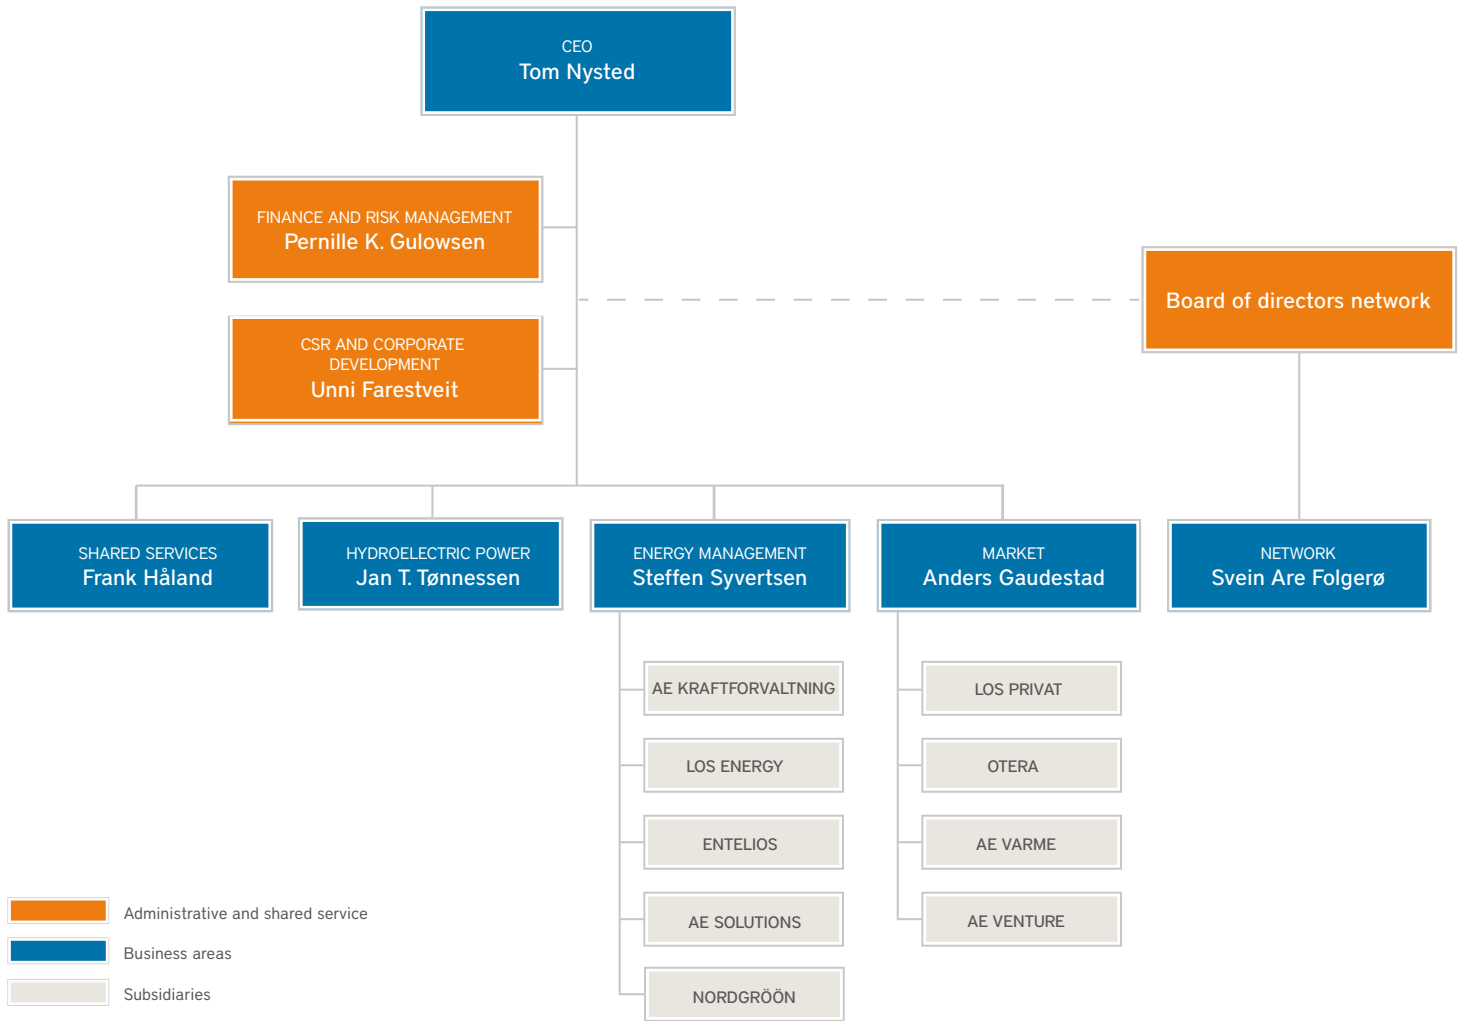 CEO
Tom Nysted
FINANCE AND RISK MANAGEMENT
Pernille K. Gulowsen
Board of directors network
CSR AND CORPORATE
DEVELOPMENT
Unni Farestveit
SHARED SERVICES
Frank Håland
HYDROELECTRIC POWER
Jan T. Tønnessen
ENERGY MANAGEMENT
Steffen Syvertsen
MARKET
Anders Gaudestad
NETWORK
Svein Are Folgerø
AE KRAFTFORVALTNING
LOS ENERGY
ENTELIOS
AE SOLUTIONS
NORDGRÖÖN
LOS PRIVAT
OTERA
AE VARME
AE VENTURE
Administrative and shared service
Business areas
Subsidiaries